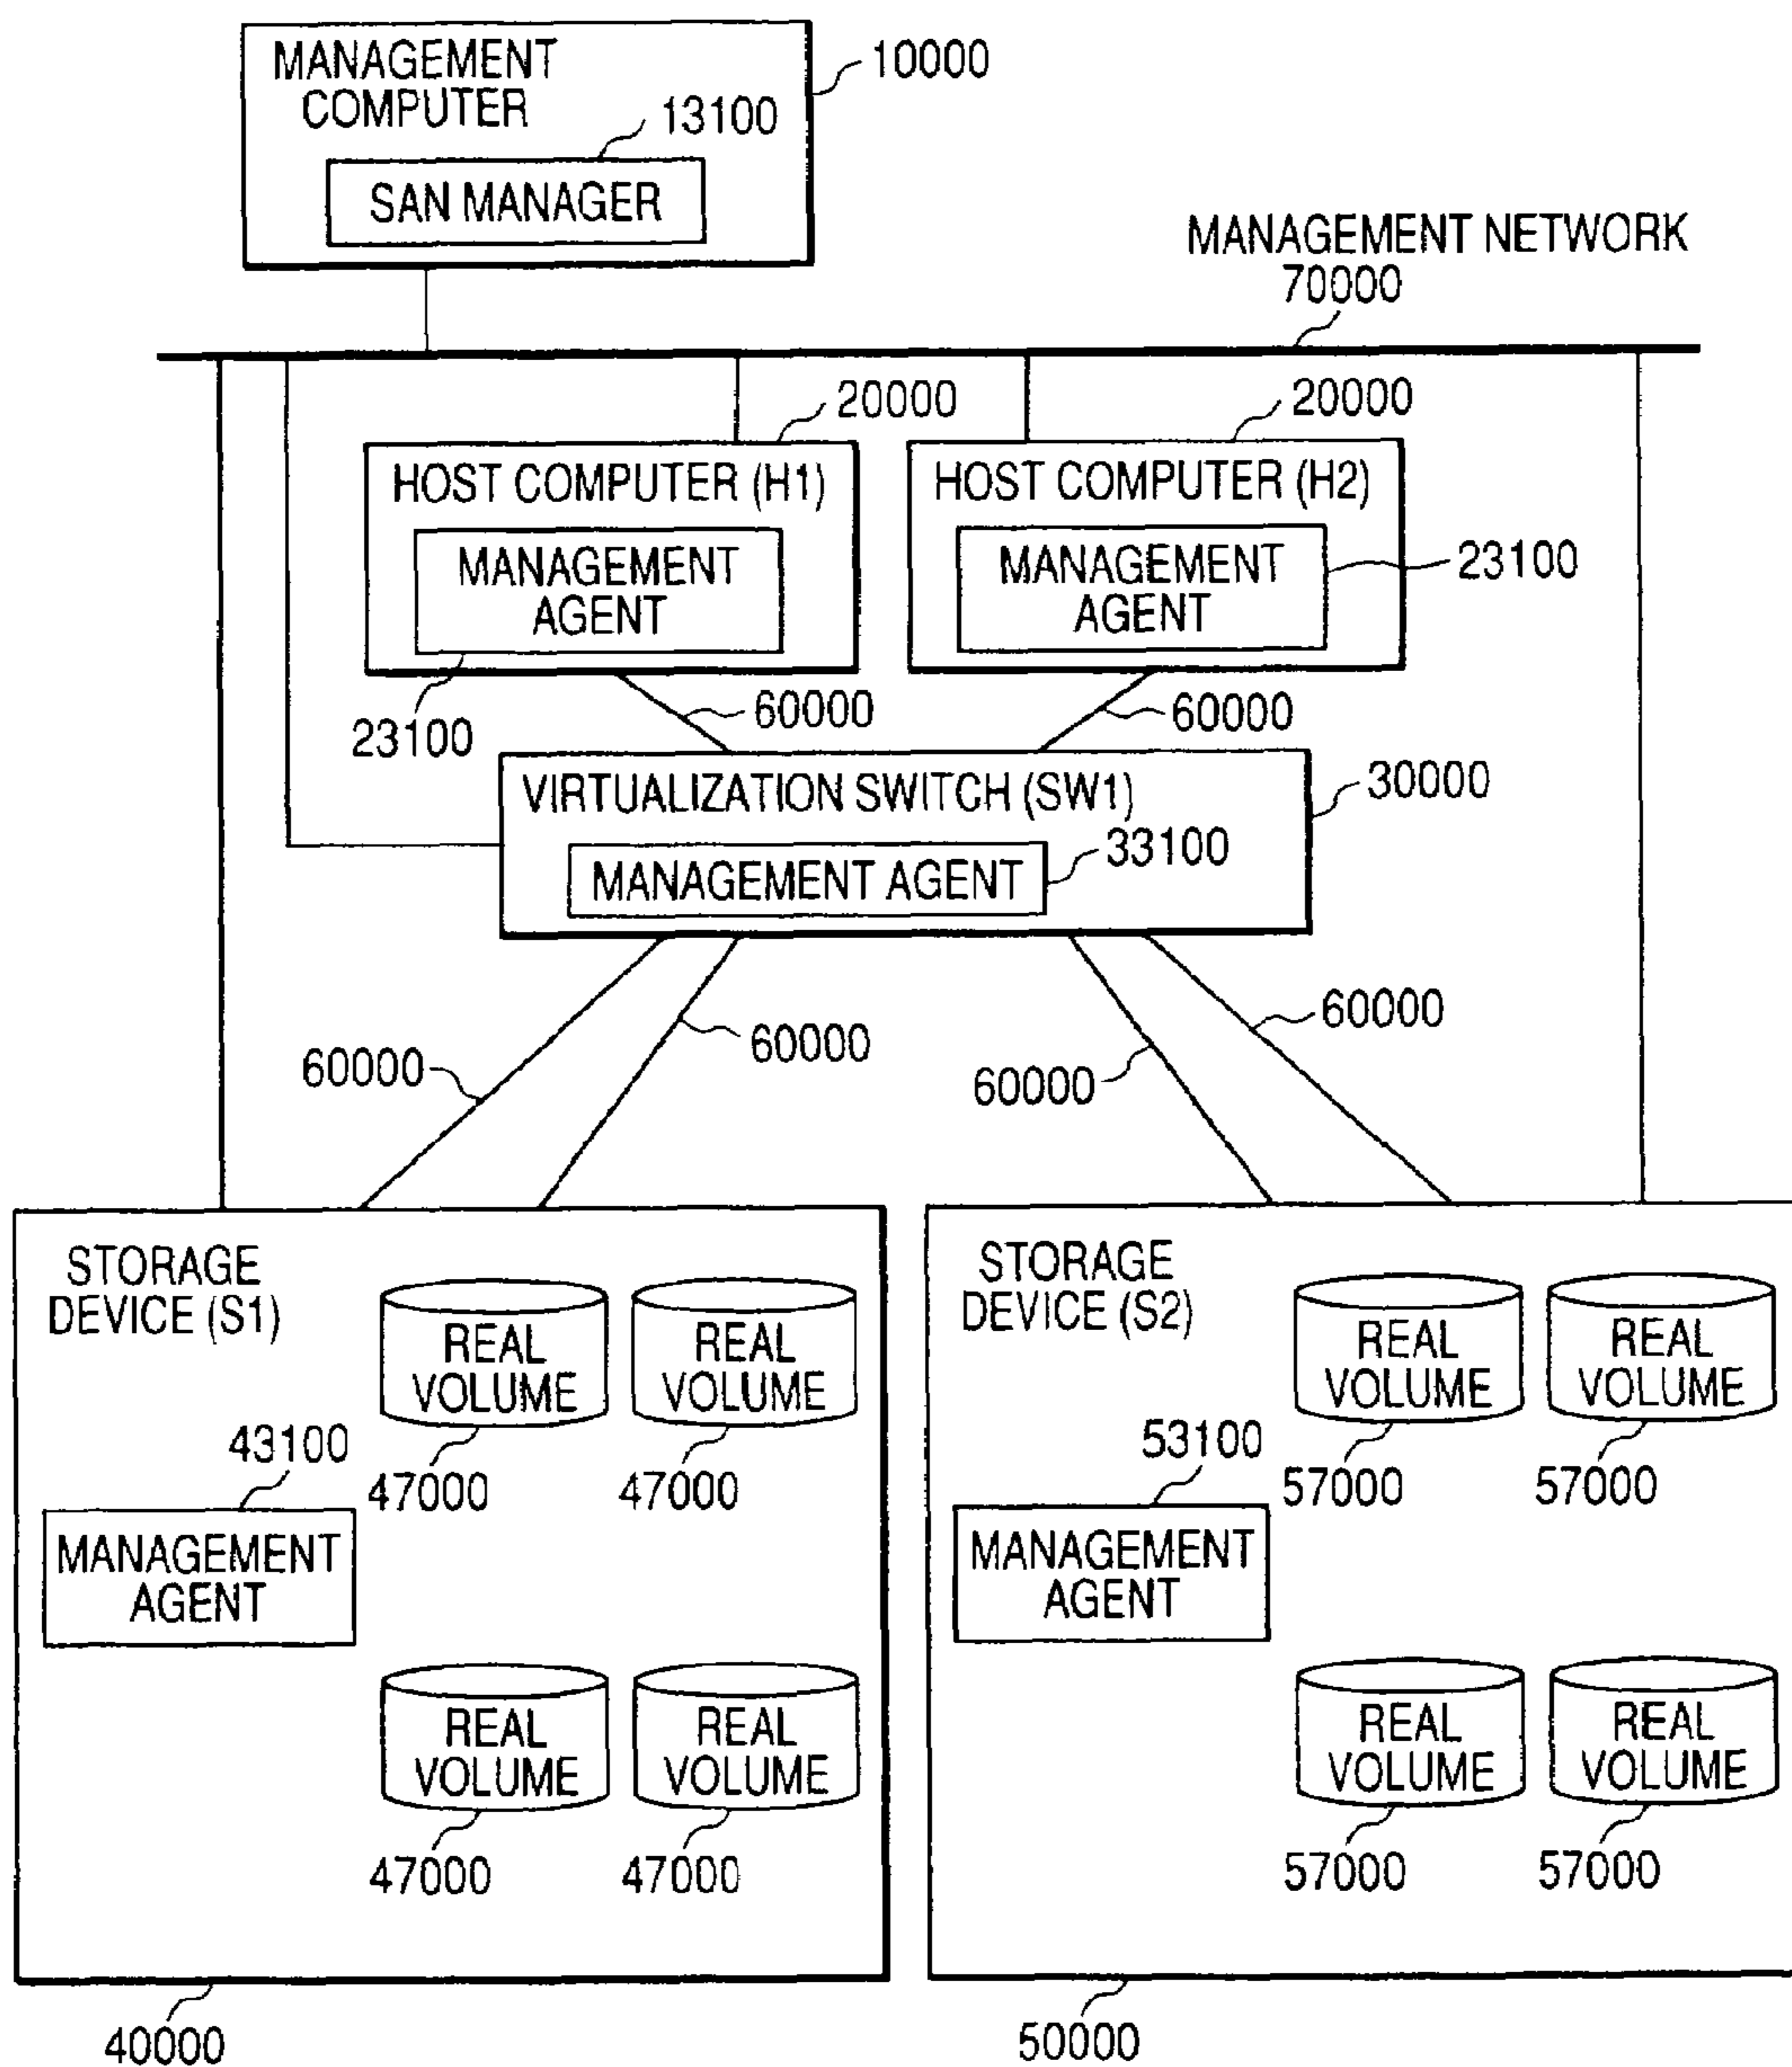 MANAGEMENT
COMPUTER
10000
13100
SAN MANAGER
MANAGEMENT NETWORK
70000
20000
20000
HOST COMPUTER (H1)
HOST COMPUTER (H2)
MANAGEMENT
AGENT
MANAGEMENT
AGENT
23100
23100
60000
60000
VIRTUALIZATION SWITCH (SW1)
30000
33100
MANAGEMENT AGENT
60000
60000
60000
60000
STORAGE
DEVICE (S1)
REAL
VOLUME
REAL
VOLUME
47000
47000
43100
MANAGEMENT
AGENT
REAL
VOLUME
REAL
VOLUME
47000
47000
40000
STORAGE
DEVICE (S2)
REAL
VOLUME
REAL
VOLUME
57000
57000
53100
MANAGEMENT
AGENT
REAL
VOLUME
REAL
VOLUME
57000
57000
50000